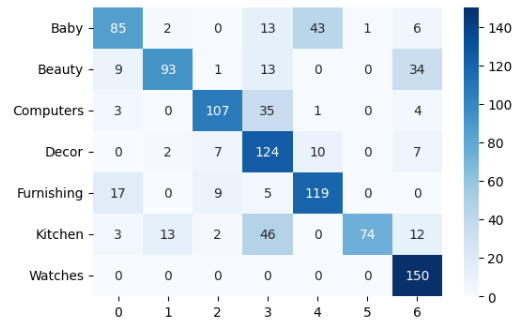 Baby 85 2 0 13 43 1 6
Beauty 9 93 1 13 0 0 34
Computers 3 0 107 35 1 0 4
Decor 0 2 7 124 10 0 7
Furnishing 17 0 9 5 119 0 0
Kitchen 3 13 2 46 0 74 12
Watches 0 0 0 0 0 0 150
0 1 2 3 4 5 6
140
120
100
80
60
40
20
0